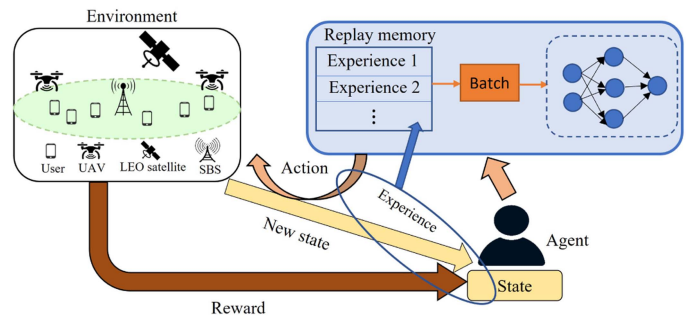 Environment
User
UAV
LEO satellite
SBS
Replay memory
Experience 1
Experience 2
⋮
Batch
Action
New state
Experience
Agent
State
Reward